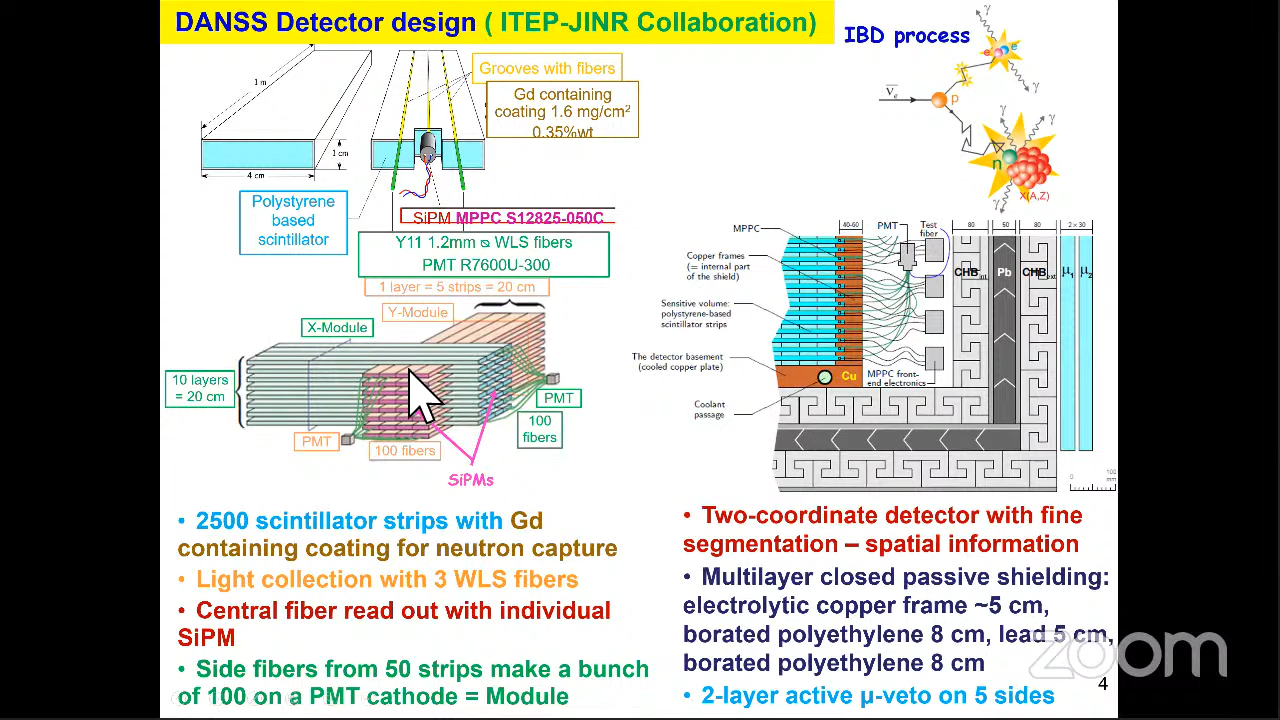 DANSS Detector design ( ITEP-JINR Collaboration)
IBD process
1 m
1 cm
4 cm
Grooves with fibers
Gd containing
coating 1.6 mg/cm²
0.35%wt
Polystyrene
based
scintillator
SiPM MPPC S12825-050C
Y11 1.2mm ⌀ WLS fibers
PMT R7600U-300
1 layer = 5 strips = 20 cm
Y-Module
X-Module
10 layers
= 20 cm
PMT
100 fibers
PMT
100
fibers
SiPMs
ν̄e
p
e
e
n
γ
γ
γ
γ
γ
X(A,Z)
MPPC
Copper frames
(= internal part
of the shield)
Sensitive volume:
polystyrene-based
scintillator strips
The detector basement
(cooled copper plate)
Coolant
passage
40-60
PMT
Test
fiber
80
50
80
2×30
CHB int.
Pb
CHB ext
μ1
μ2
Cu
MPPC front-
end electronics
0
100
mm
• 2500 scintillator strips with Gd
containing coating for neutron capture
• Light collection with 3 WLS fibers
• Central fiber read out with individual
SiPM
• Side fibers from 50 strips make a bunch
of 100 on a PMT cathode = Module
• Two-coordinate detector with fine
segmentation – spatial information
• Multilayer closed passive shielding:
electrolytic copper frame ~5 cm,
borated polyethylene 8 cm, lead 5 cm,
borated polyethylene 8 cm
• 2-layer active μ-veto on 5 sides
zoom
4